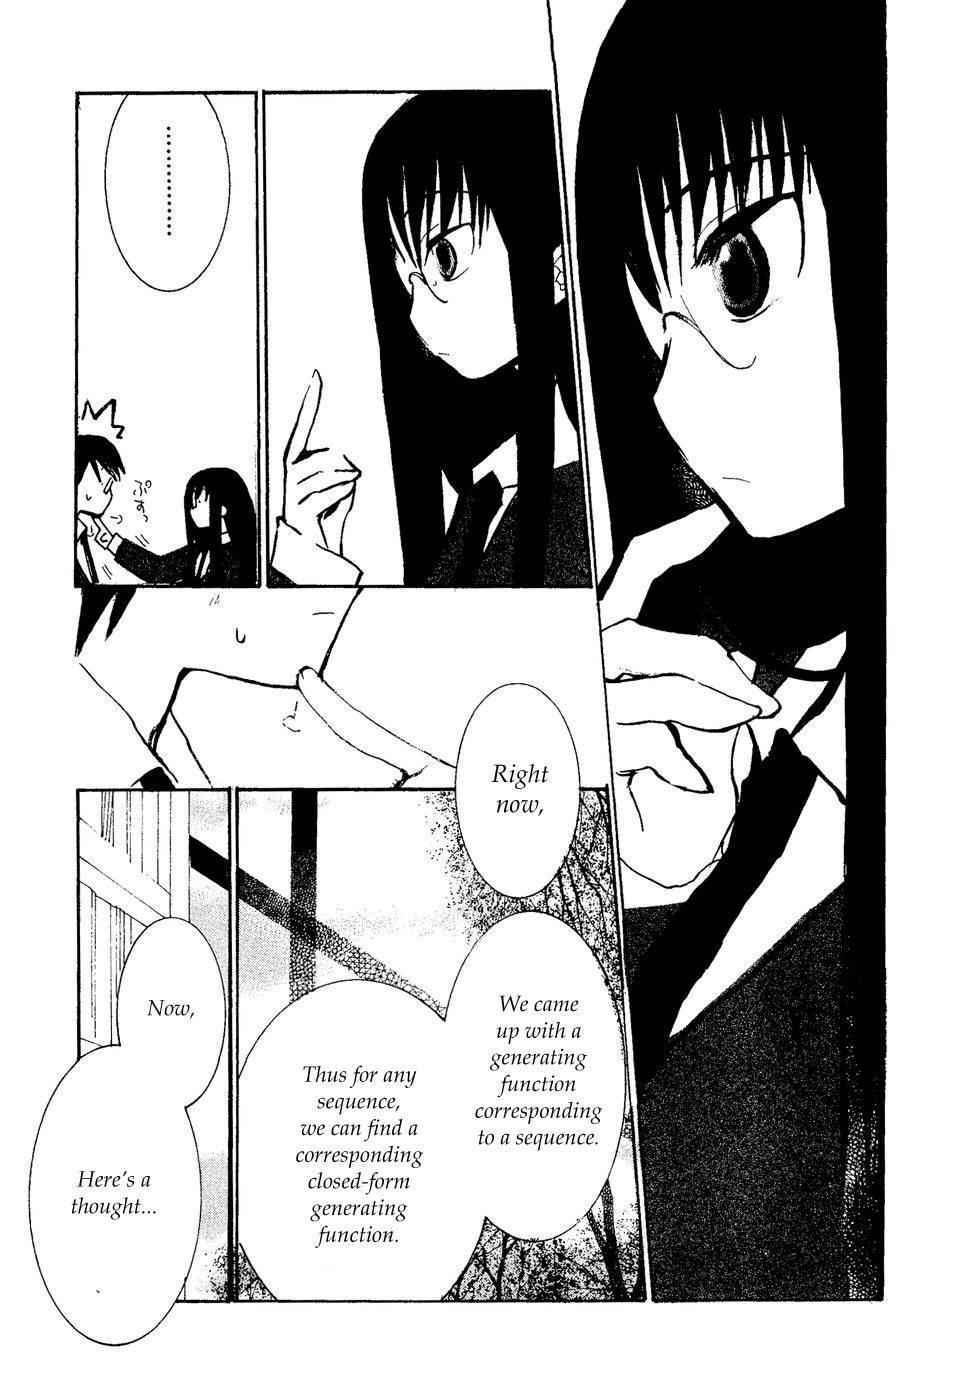 ............
ぷすっ
Right
now,
We came
up with a
generating
function
corresponding
to a sequence.
Thus for any
sequence,
we can find a
corresponding
closed-form
generating
function.
Now,
Here's a
thought...